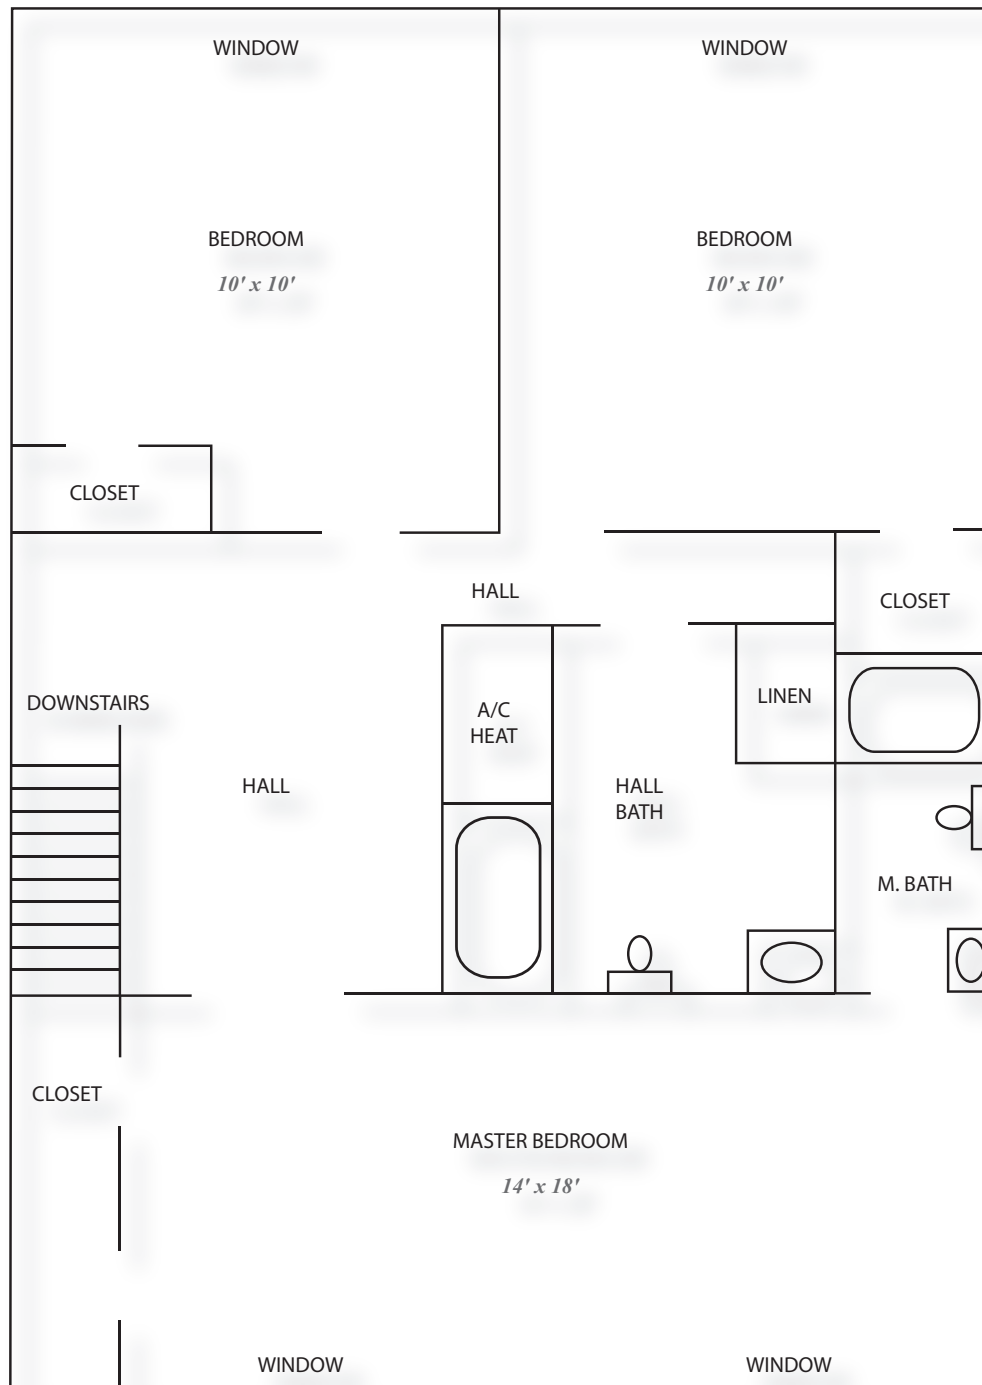 WINDOW
WINDOW
BEDROOM
10' x 10'
BEDROOM
10' x 10'
CLOSET
HALL
CLOSET
DOWNSTAIRS
A/C
HEAT
LINEN
HALL
HALL
BATH
M. BATH
CLOSET
MASTER BEDROOM
14' x 18'
WINDOW
WINDOW